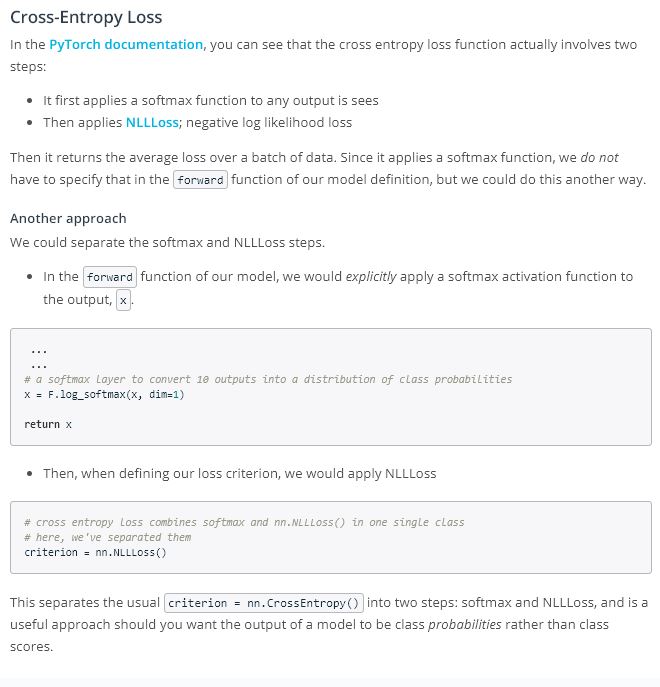 Cross-Entropy Loss
In the PyTorch documentation, you can see that the cross entropy loss function actually involves two
steps:
• It first applies a softmax function to any output is sees
• Then applies NLLLoss; negative log likelihood loss
Then it returns the average loss over a batch of data. Since it applies a softmax function, we do not
have to specify that in the forward function of our model definition, but we could do this another way.
Another approach
We could separate the softmax and NLLLoss steps.
• In the forward function of our model, we would explicitly apply a softmax activation function to
the output, x.
...
...
# a softmax layer to convert 10 outputs into a distribution of class probabilities
x = F.log_softmax(x, dim=1)
return x
• Then, when defining our loss criterion, we would apply NLLLoss
# cross entropy loss combines softmax and nn.NLLLoss() in one single class
# here, we've separated them
criterion = nn.NLLLoss()
This separates the usual criterion = nn.CrossEntropy() into two steps: softmax and NLLLoss, and is a
useful approach should you want the output of a model to be class probabilities rather than class
scores.